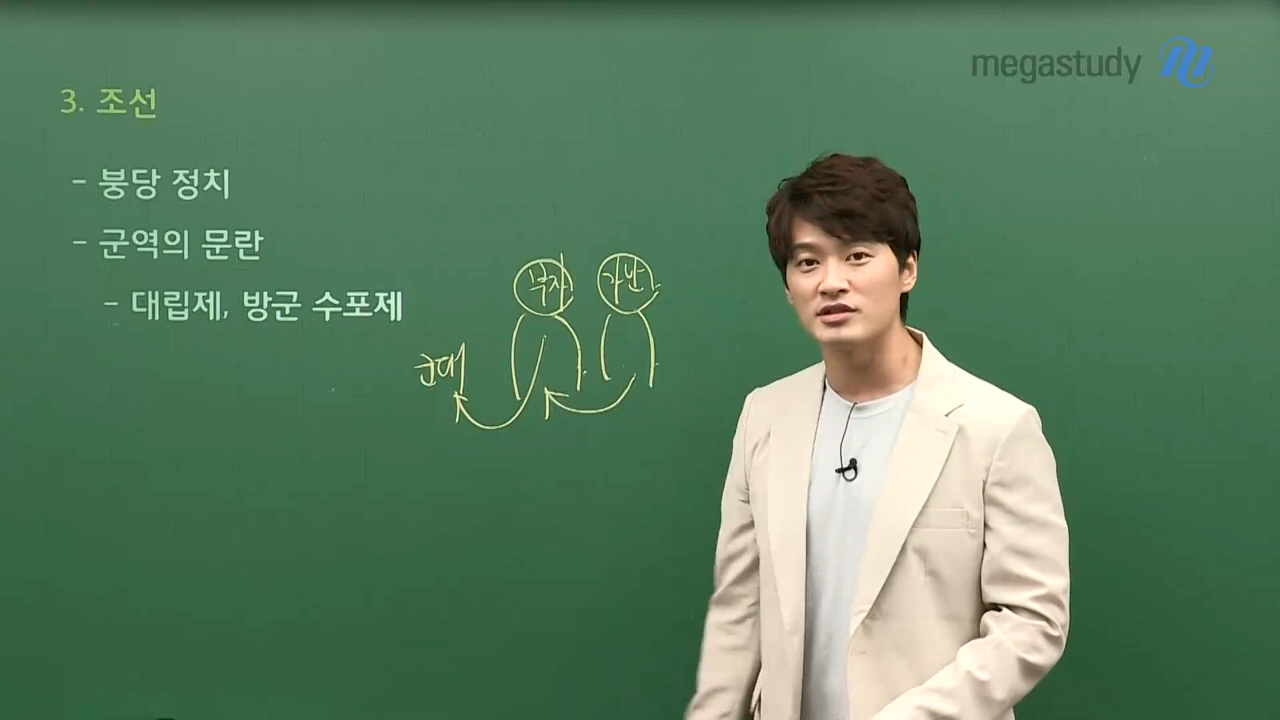 megastudy
3. 조선
- 붕당 정치
- 군역의 문란
- 대립제, 방군 수포제
부자
가난
군대